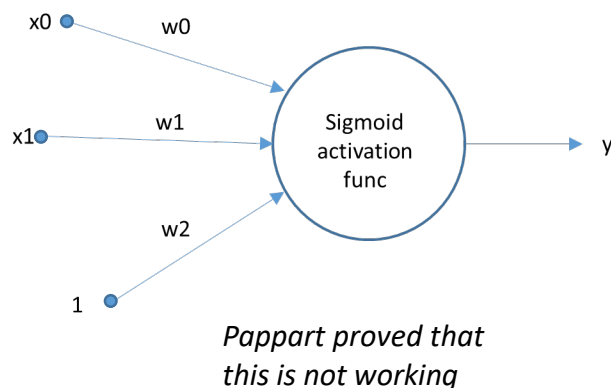 x0
w0
x1
w1
Sigmoid
activation
func
y
w2
1
Pappart proved that
this is not working